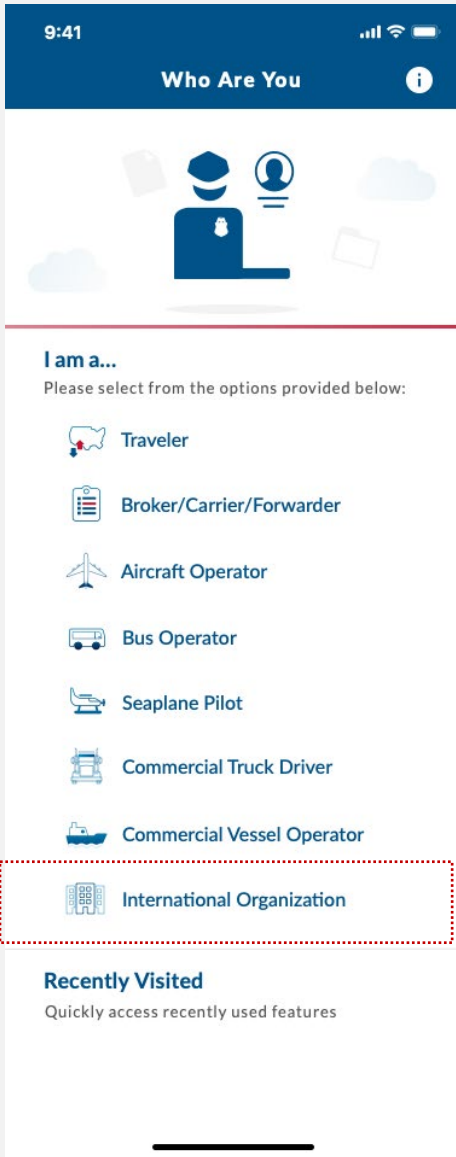 9:41
Who Are You
i
I am a...
Please select from the options provided below:
Traveler
Broker/Carrier/Forwarder
Aircraft Operator
Bus Operator
Seaplane Pilot
Commercial Truck Driver
Commercial Vessel Operator
International Organization
Recently Visited
Quickly access recently used features